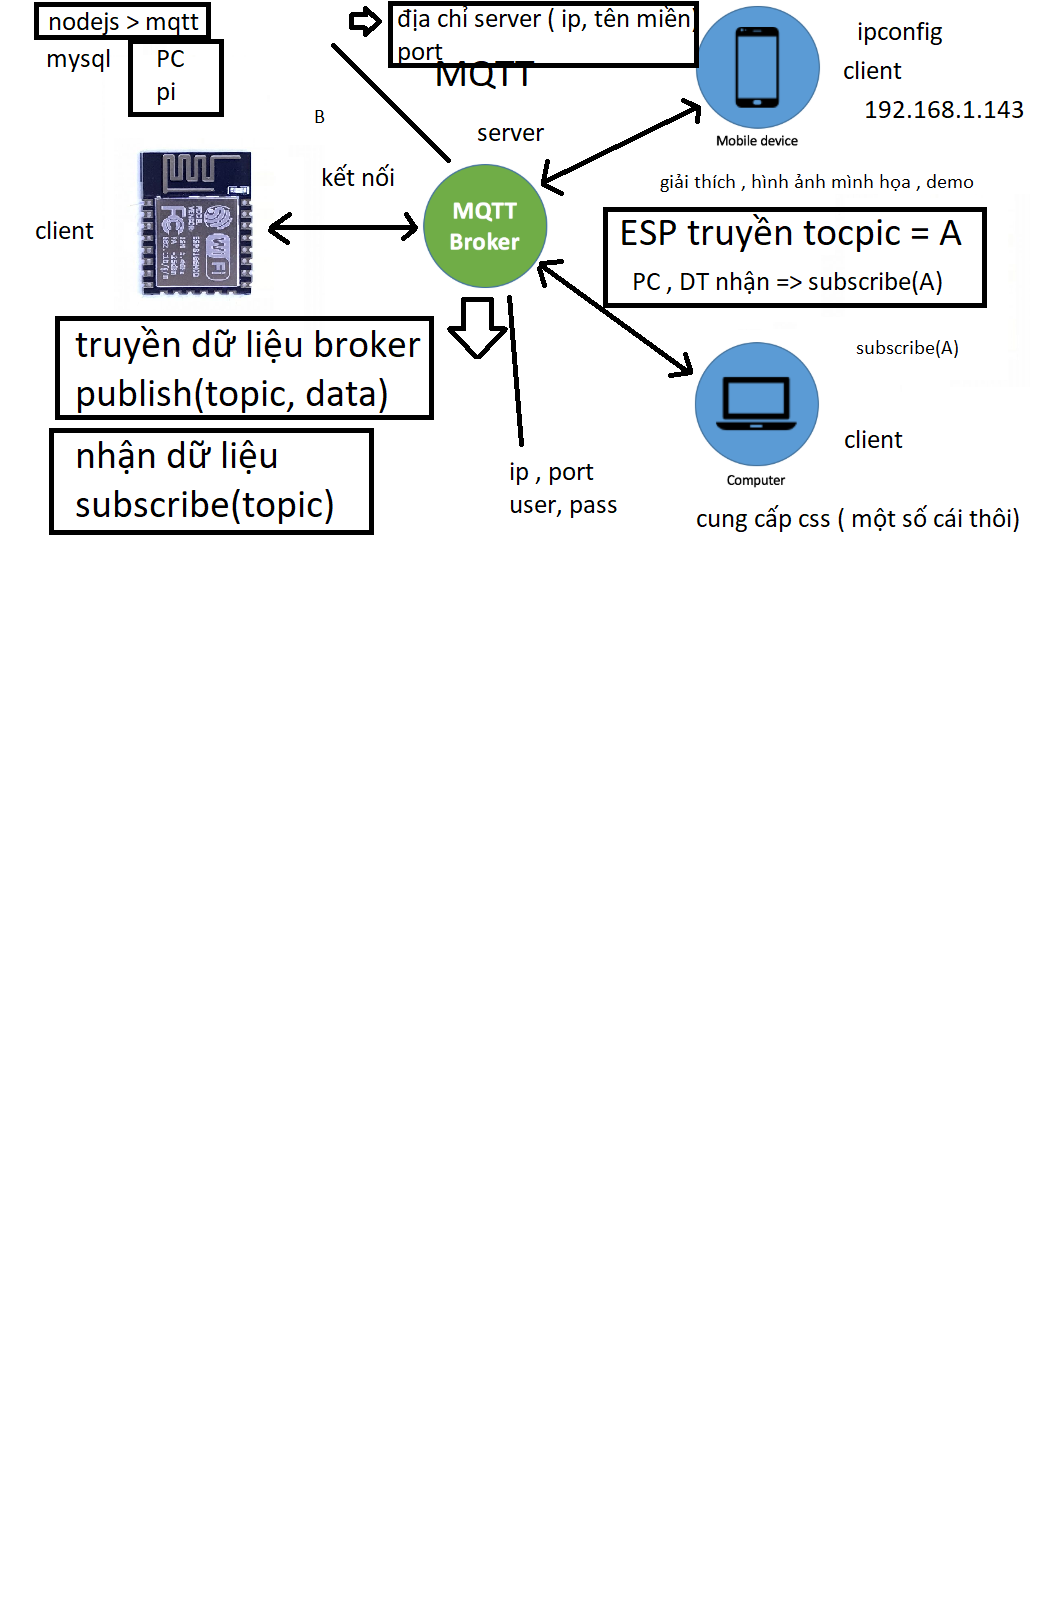 nodejs > mqtt
mysql
PC
pi
địa chỉ server ( ip, tên miền)
port
MQTT
ipconfig
client
192.168.1.143
Mobile device
B
server
kết nối
MQTT
Broker
client
WiFi
giải thích , hình ảnh mình họa , demo
ESP truyền tocpic = A
PC , DT nhận => subscribe(A)
truyền dữ liệu broker
publish(topic, data)
nhận dữ liệu
subscribe(topic)
subscribe(A)
client
Computer
ip , port
user, pass
cung cấp css ( một số cái thôi)